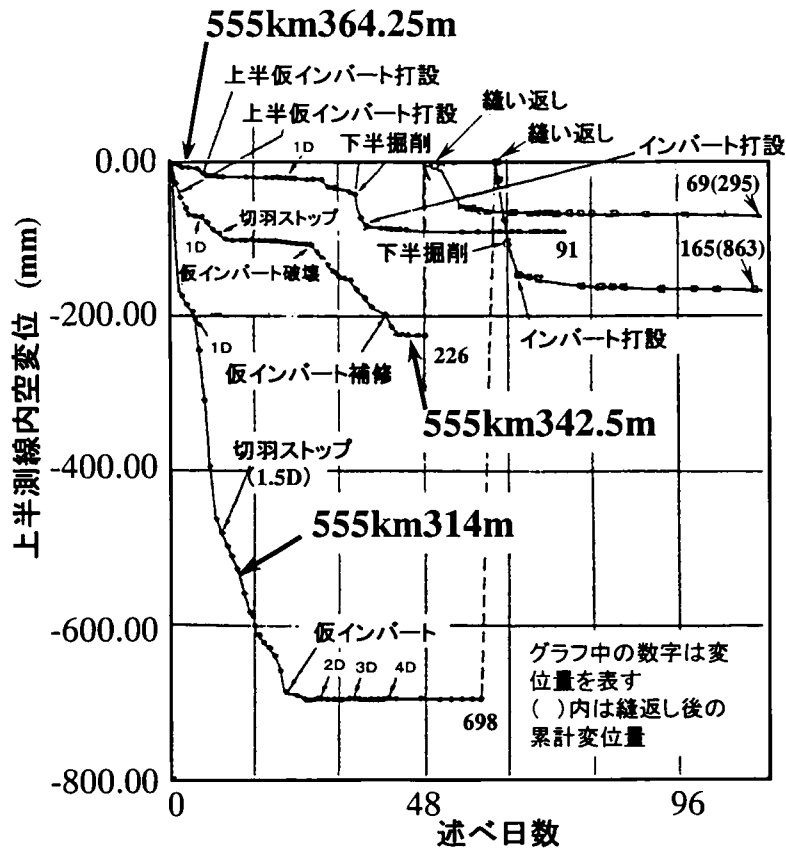 555km364.25m
上半仮インバート打設
上半仮インバート打設
縫い返し
縫い返し
1D
下半掘削
インバート打設
0.00
69(295)
切羽ストップ
1D
下半掘削
91
165(863)
仮インバート破壊
-200.00
1D
インバート打設
226
仮インバート補修
555km342.5m
-400.00
切羽ストップ
(1.5D)
555km314m
-600.00
仮インバート
2D
3D
4D
698
グラフ中の数字は変
位量を表す
( )内は縫返し後の
累計変位量
-800.00
0
48
96
述べ日数
上半測線内空変位 (mm)